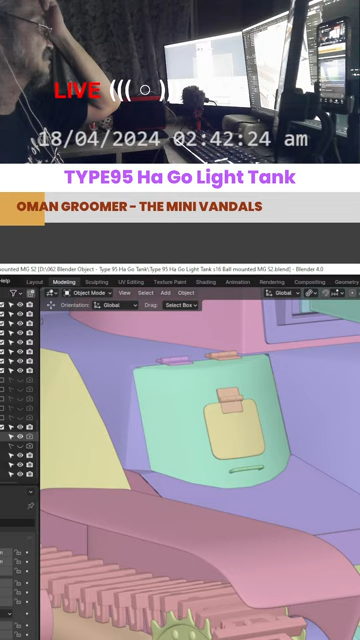 LIVE ((( ○ ))
18/04/2024 02:42:24 am
TYPE95 Ha Go Light Tank
OMAN GROOMER - THE MINI VANDALS
ounted MG S2 [D:\062 Blender Object - Type 95 Ha Go Tank\Type 95 Ha Go Light Tank s16 Ball mounted MG S2.blend] - Blender 4.0
Help Layout Modeling Sculpting UV Editing Texture Paint Shading Animation Rendering Compositing
Object Mode View Select Add Object Global
Orientation: Global Drag: Select Box